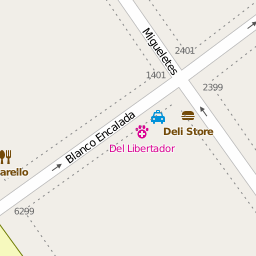 Migueletes
2401
1401
2399
Blanco Encalada
Deli Store
Del Libertador
arello
6299